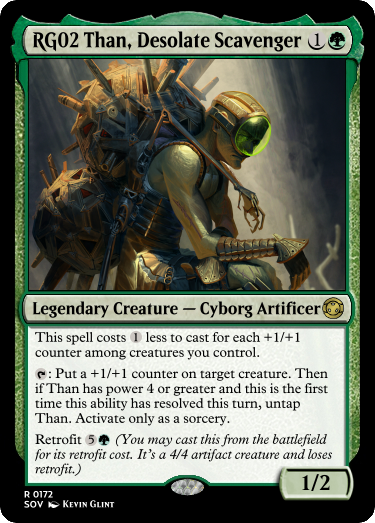 RG02 Than, Desolate Scavenger 1
Legendary Creature — Cyborg Artificer
This spell costs 1 less to cast for each +1/+1
counter among creatures you control.
: Put a +1/+1 counter on target creature. Then
if Than has power 4 or greater and this is the first
time this ability has resolved this turn, untap
Than. Activate only as a sorcery.
Retrofit 5 (You may cast this from the battlefield
for its retrofit cost. It's a 4/4 artifact creature and loses
retrofit.)
1/2
R 0172
SOV Kevin Glint